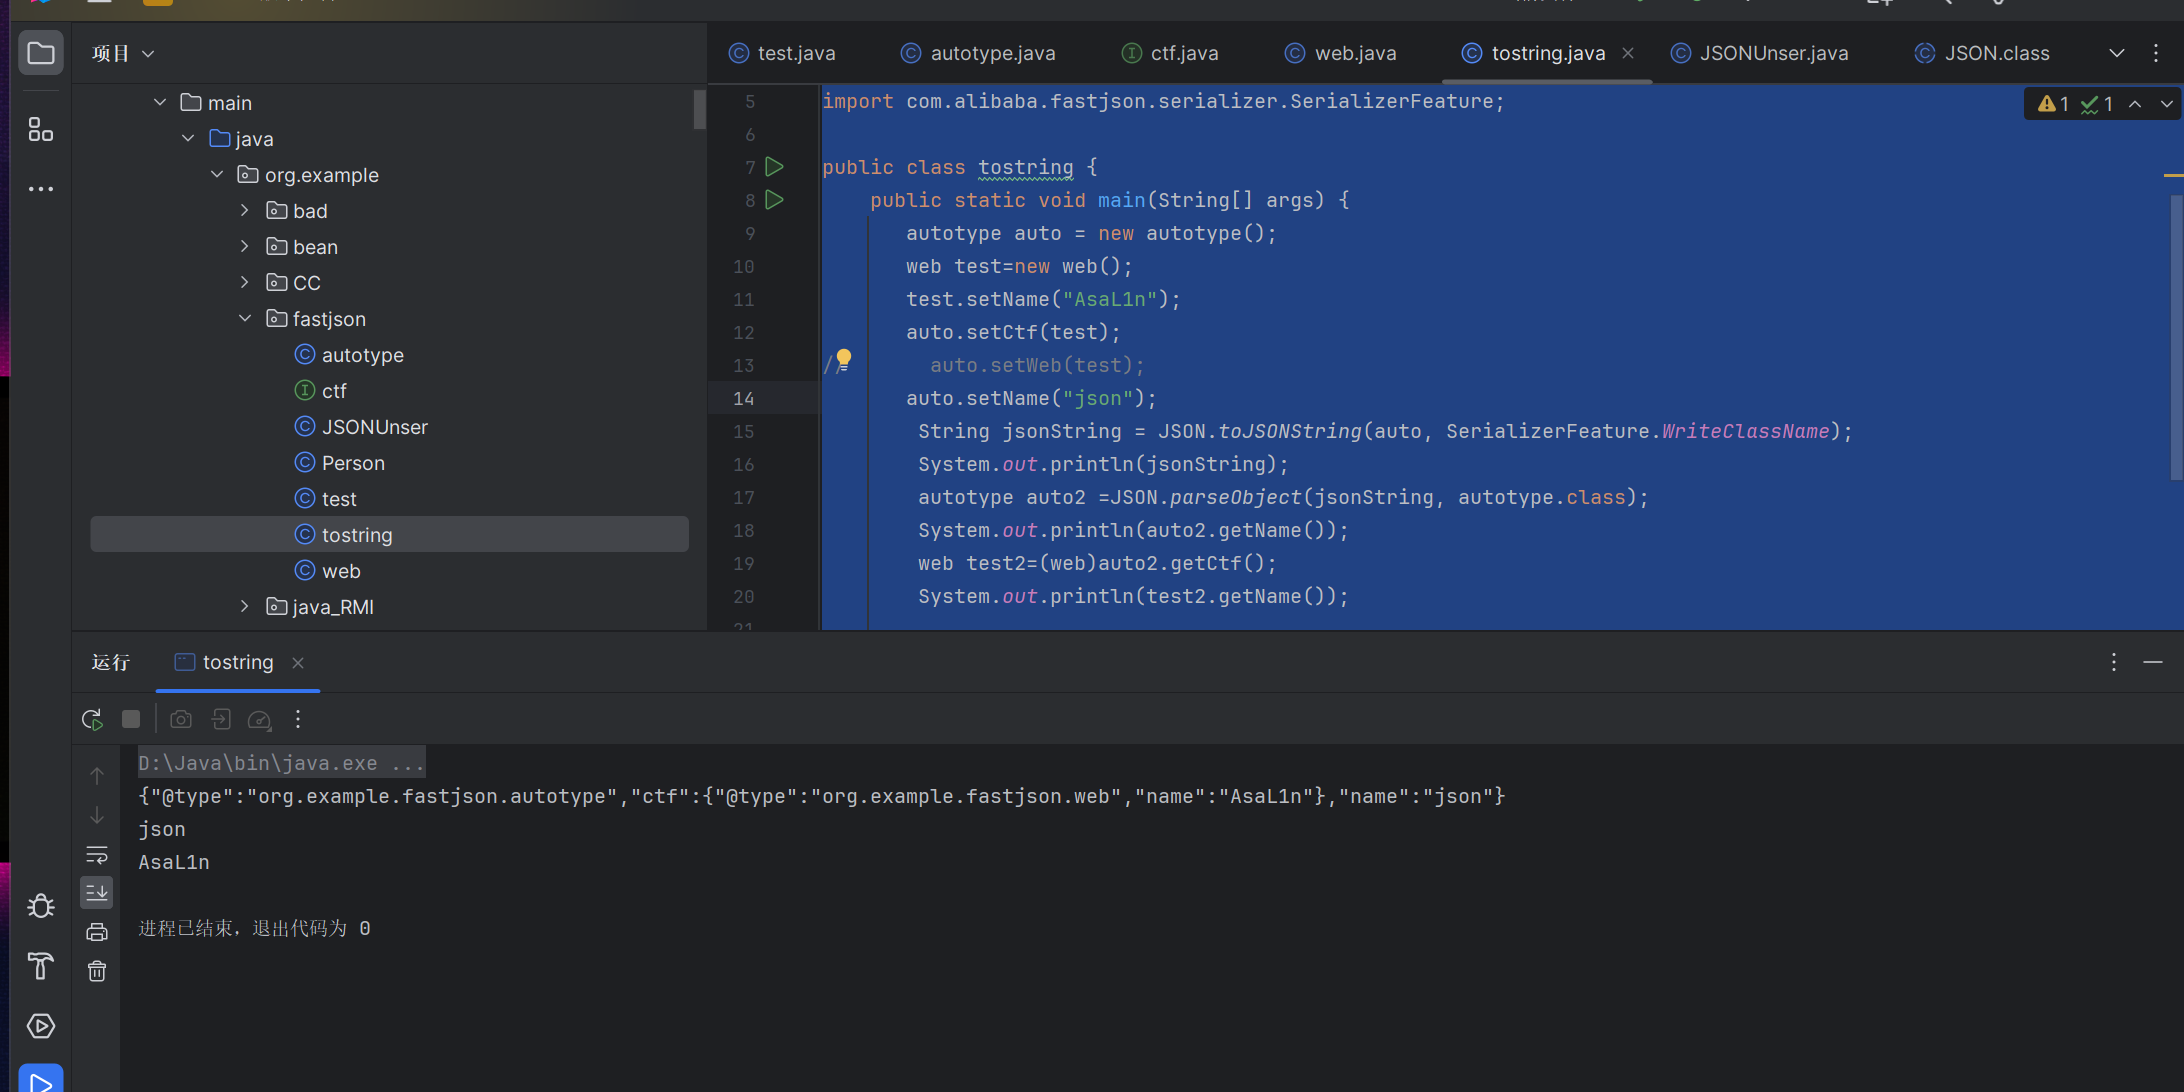 项目
main
java
org.example
bad
bean
CC
fastjson
autotype
ctf
JSONUnser
Person
test
tostring
web
java_RMI
test.java autotype.java ctf.java web.java tostring.java JSONUnser.java JSON.class
1 1
5 import com.alibaba.fastjson.serializer.SerializerFeature;
6
7 public class tostring {
8 public static void main(String[] args) {
9 autotype auto = new autotype();
10 web test=new web();
11 test.setName("AsaL1n");
12 auto.setCtf(test);
13 // auto.setWeb(test);
14 auto.setName("json");
15 String jsonString = JSON.toJSONString(auto, SerializerFeature.WriteClassName);
16 System.out.println(jsonString);
17 autotype auto2 =JSON.parseObject(jsonString, autotype.class);
18 System.out.println(auto2.getName());
19 web test2=(web)auto2.getCtf();
20 System.out.println(test2.getName());
21
运行 tostring
D:\Java\bin\java.exe ...
{"@type":"org.example.fastjson.autotype","ctf":{"@type":"org.example.fastjson.web","name":"AsaL1n"},"name":"json"}
json
AsaL1n
进程已结束，退出代码为 0